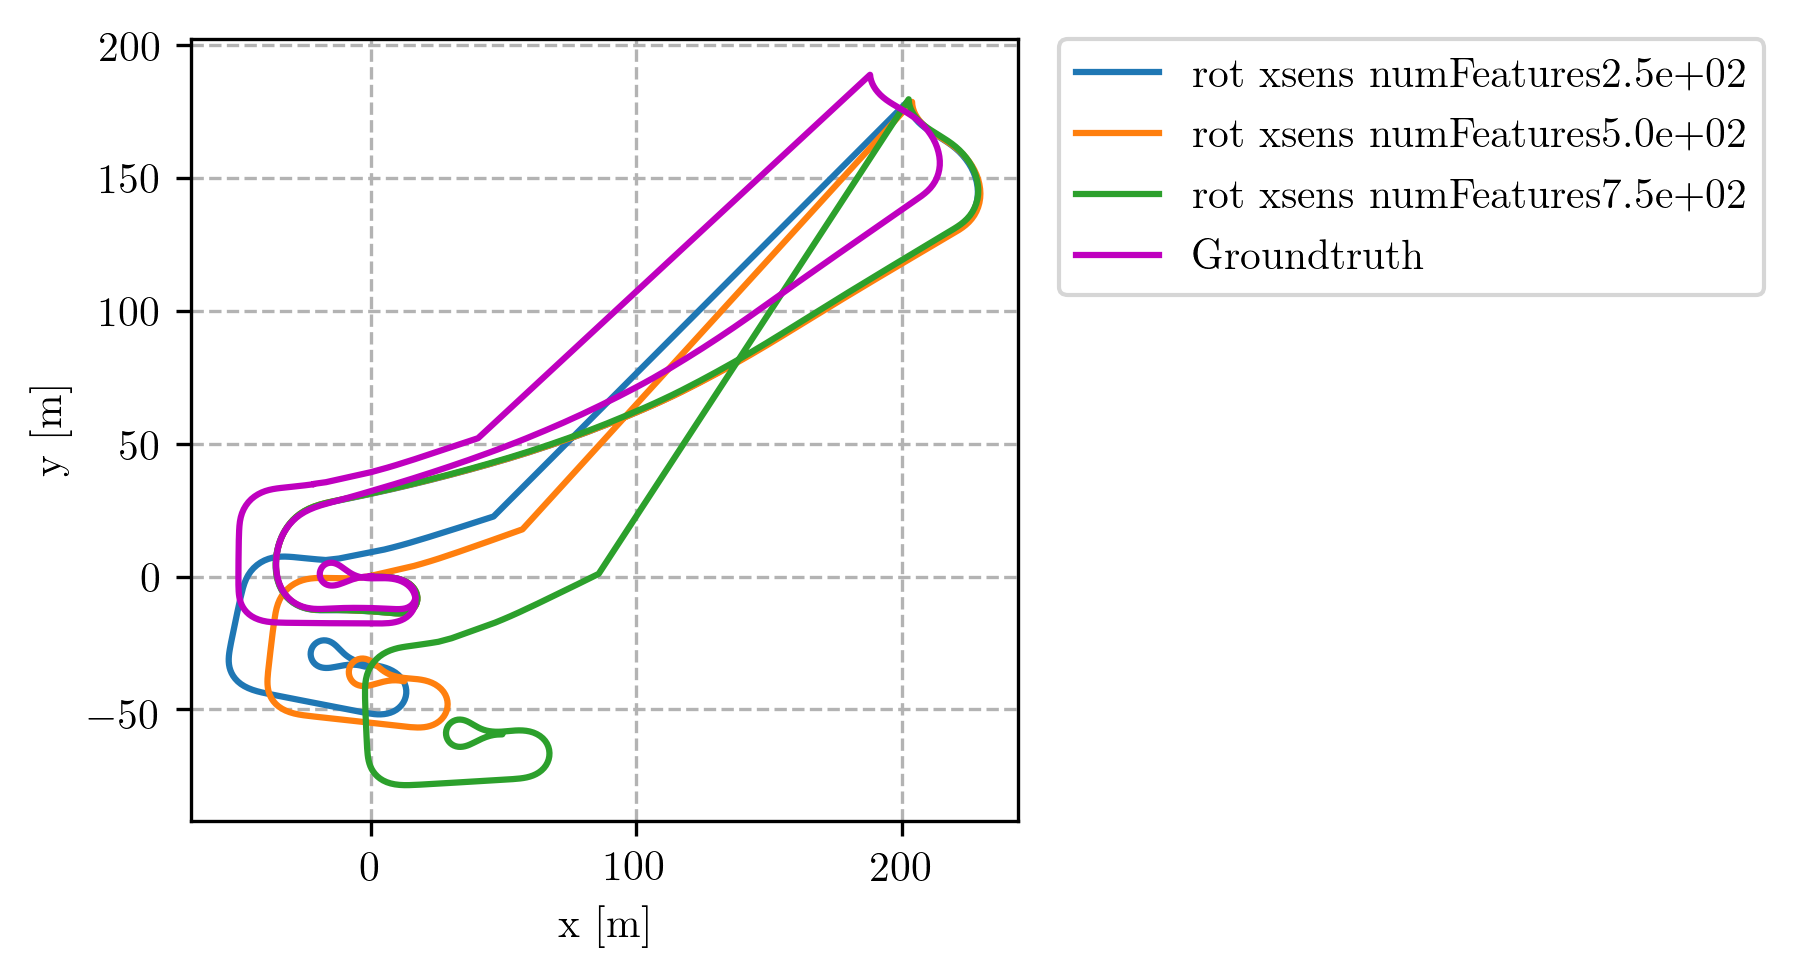 200
150
100
50
0
−50
y [m]
0
100
200
x [m]
rot xsens numFeatures2.5e+02
rot xsens numFeatures5.0e+02
rot xsens numFeatures7.5e+02
Groundtruth